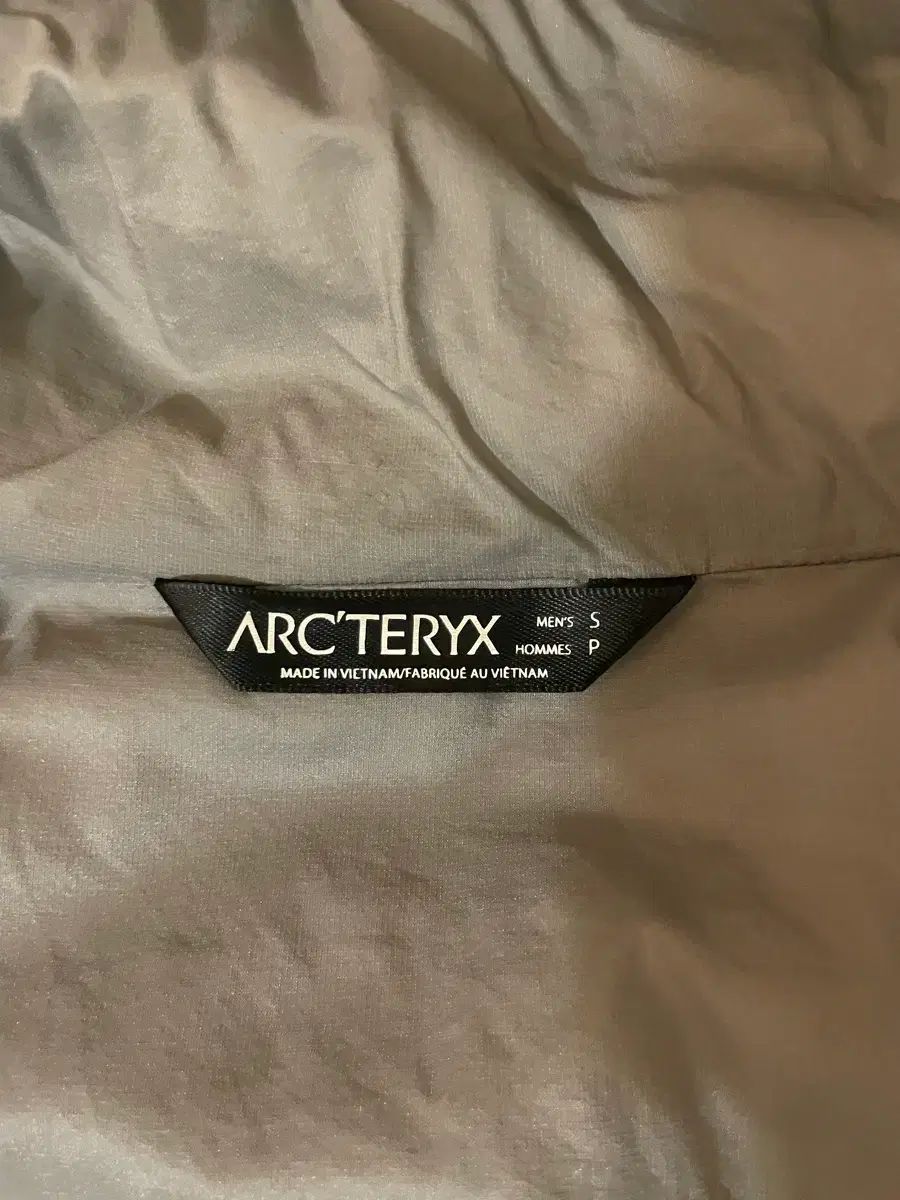 ARC'TERYX MEN'S S
HOMMES P
MADE IN VIETNAM/FABRIQUÉ AU VIÊTNAM